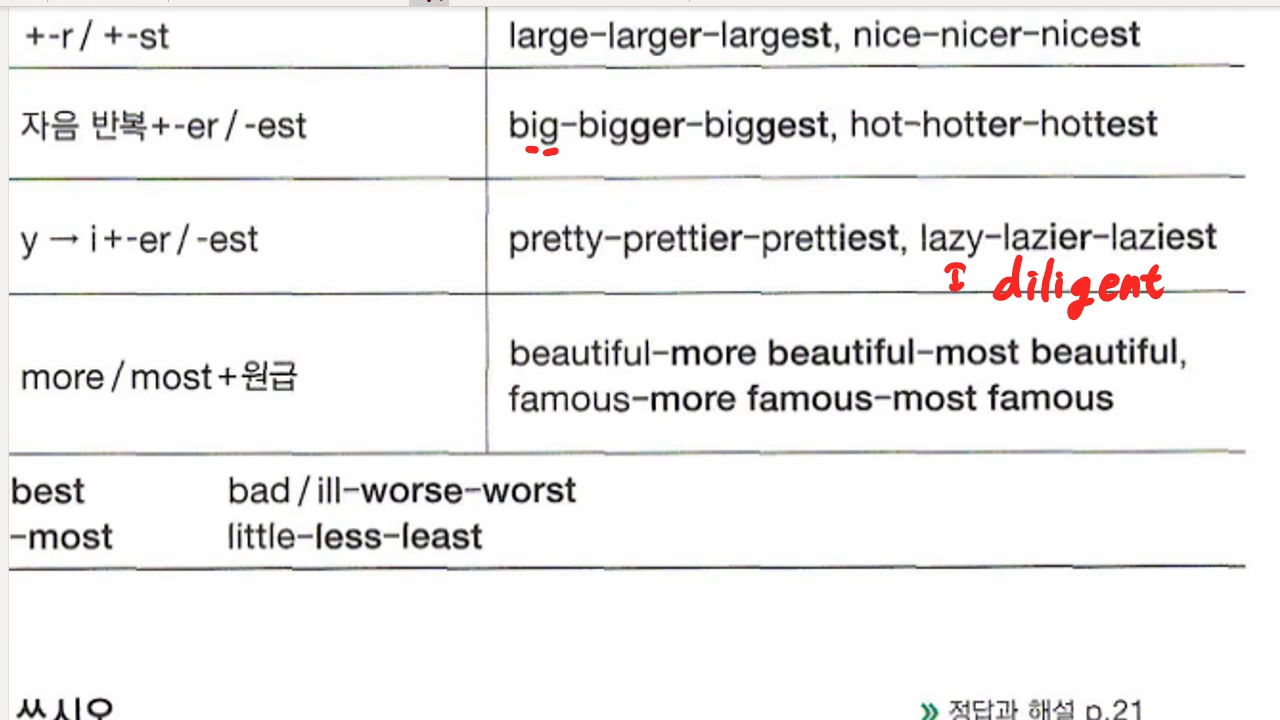 +-r / +-st large-larger-largest, nice-nicer-nicest
자음 반복+-er / -est big-bigger-biggest, hot-hotter-hottest
y → i+-er / -est pretty-prettier-prettiest, lazy-lazier-laziest
diligent
more / most+원급 beautiful-more beautiful-most beautiful,
famous-more famous-most famous
best bad / ill-worse-worst
-most little-less-least
쓰시오
» 정답과 해설 p.21